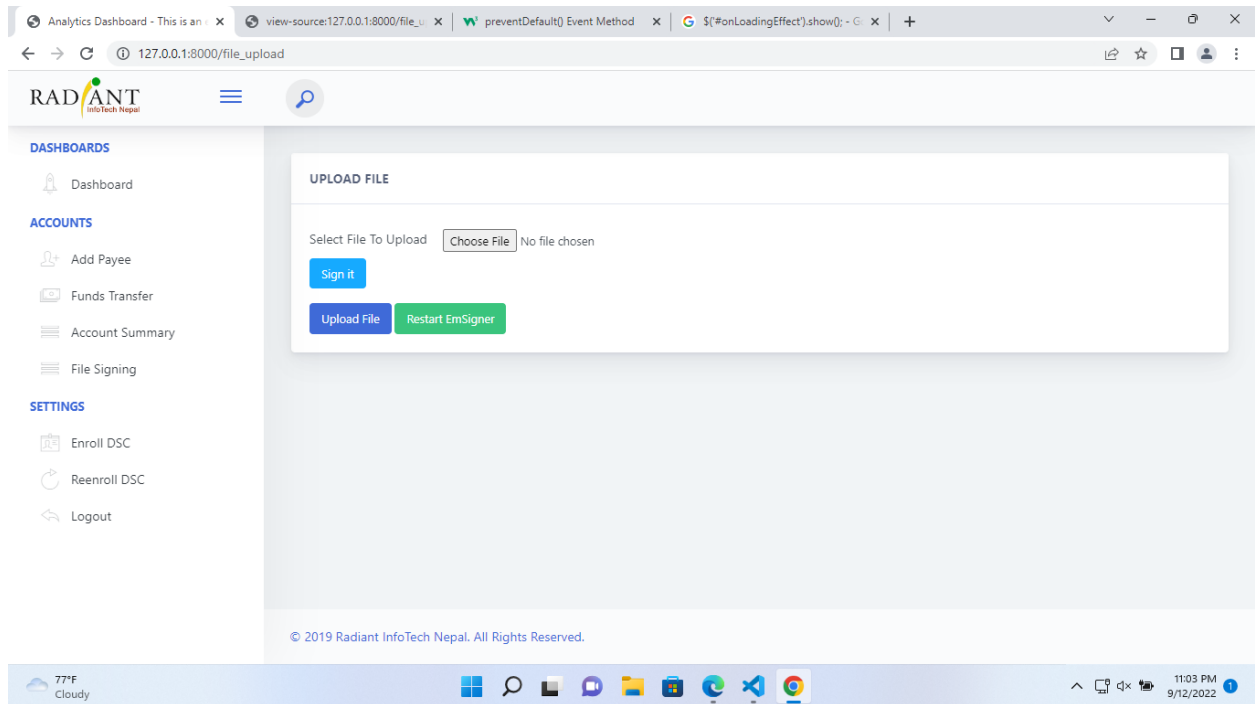 Analytics Dashboard - This is an
view-source:127.0.0.1:8000/file_u
preventDefault() Event Method
$('#onLoadingEffect').show(); - G
127.0.0.1:8000/file_upload
RADIANT
InfoTech Nepal
DASHBOARDS
Dashboard
ACCOUNTS
Add Payee
Funds Transfer
Account Summary
File Signing
SETTINGS
Enroll DSC
Reenroll DSC
Logout
UPLOAD FILE
Select File To Upload Choose File No file chosen
Sign it
Upload File Restart EmSigner
© 2019 Radiant InfoTech Nepal. All Rights Reserved.
77°F
Cloudy
11:03 PM
9/12/2022
1